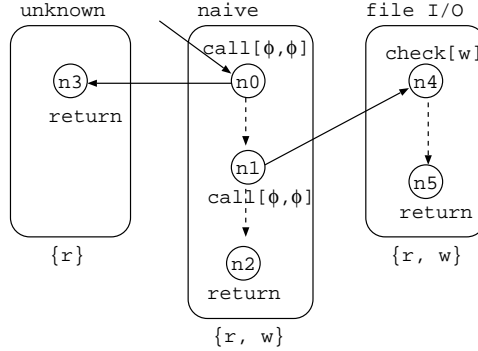 unknown
naive
file I/O
call[ϕ,ϕ]
check[w]
n3
n0
n4
return
n1
call[ϕ,ϕ]
n5
return
n2
return
{r}
{r, w}
{r, w}